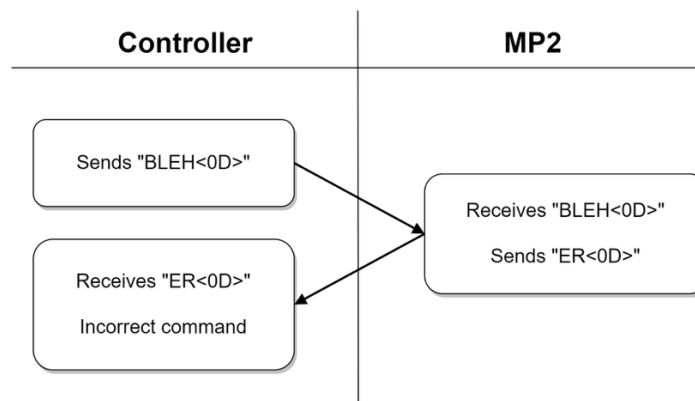 Controller
MP2
Sends "BLEH<0D>"
Receives "BLEH<0D>"
Sends "ER<0D>"
Receives "ER<0D>"
Incorrect command